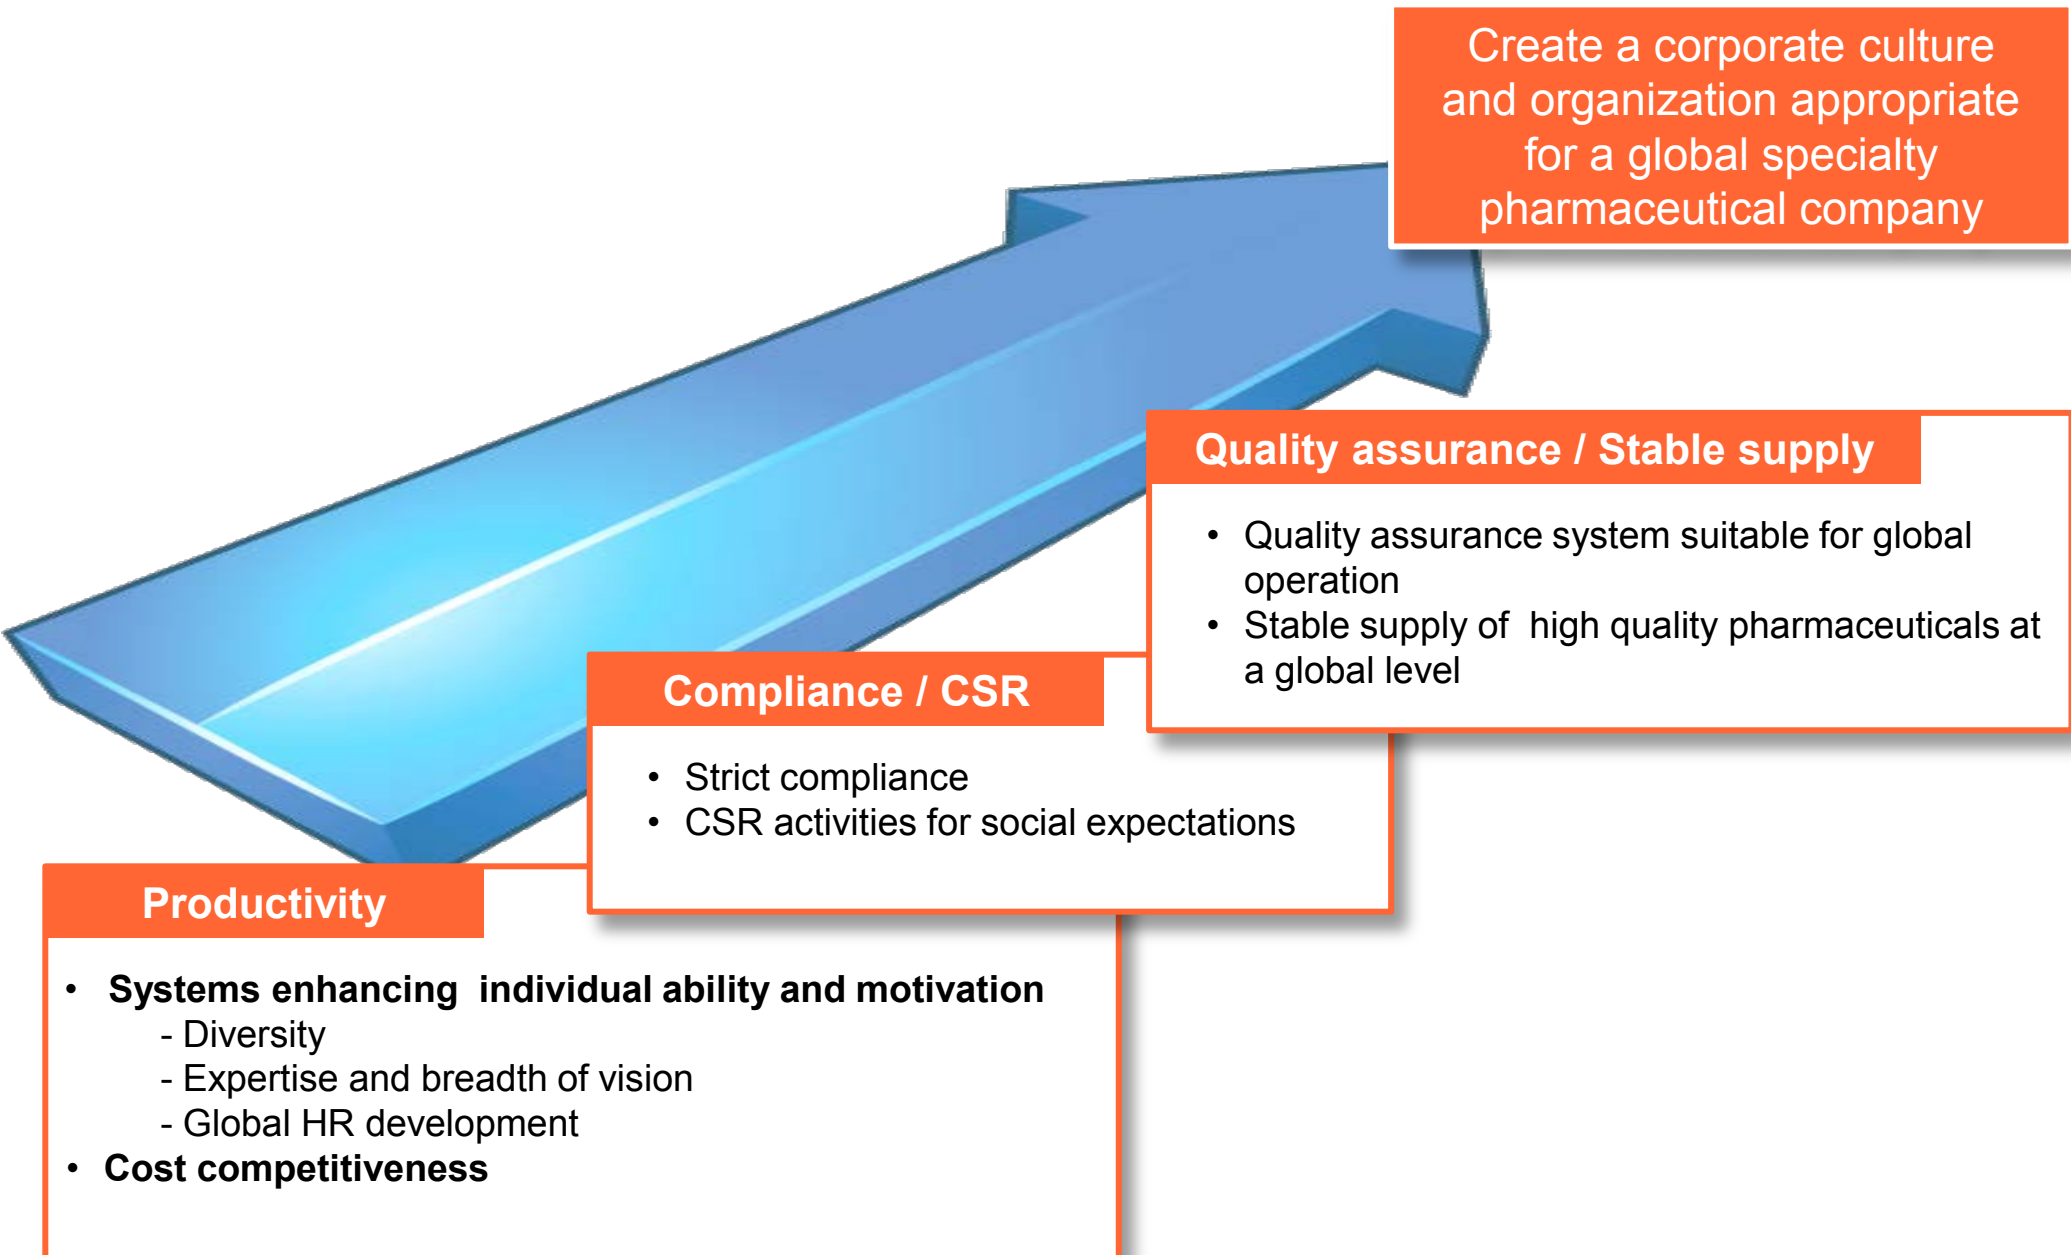 Create a corporate culture
and organization appropriate
for a global specialty
pharmaceutical company
Quality assurance / Stable supply
• Quality assurance system suitable for global
operation
• Stable supply of  high quality pharmaceuticals at
a global level
Compliance / CSR
• Strict compliance
• CSR activities for social expectations
Productivity
• Systems enhancing  individual ability and motivation
- Diversity
- Expertise and breadth of vision
- Global HR development
• Cost competitiveness